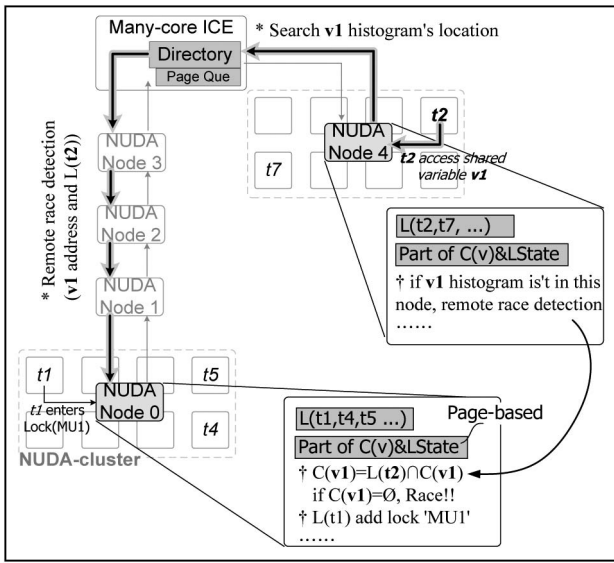 Many-core ICE
Directory
Page Que
* Search v1 histogram's location
t2
NUDA
Node 4
t2 access shared
variable v1
t7
NUDA
Node 3
NUDA
Node 2
NUDA
Node 1
* Remote race detection
(v1 address and L(t2))
L(t2,t7, ...)
Part of C(v)&LState
† if v1 histogram is't in this
node, remote race detection
......
t1
t5
NUDA
Node 0
t1 enters
Lock(MU1)
t4
NUDA-cluster
L(t1,t4,t5 ...)
Page-based
Part of C(v)&LState
† C(v1)=L(t2)∩C(v1)
if C(v1)=Ø, Race!!
† L(t1) add lock 'MU1'
......